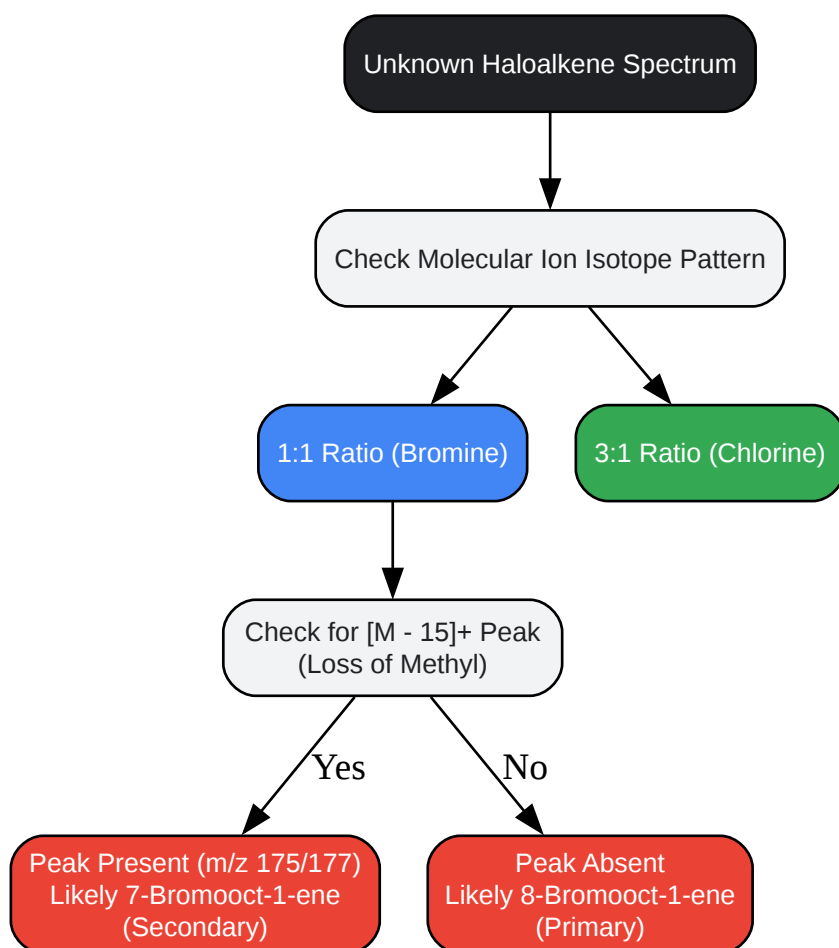 Unknown Haloalkene Spectrum
Check Molecular Ion Isotope Pattern
1:1 Ratio (Bromine)
3:1 Ratio (Chlorine)
Check for [M - 15]+ Peak
(Loss of Methyl)
Yes
No
Peak Present (m/z 175/177)
Likely 7-Bromooct-1-ene
(Secondary)
Peak Absent
Likely 8-Bromooct-1-ene
(Primary)